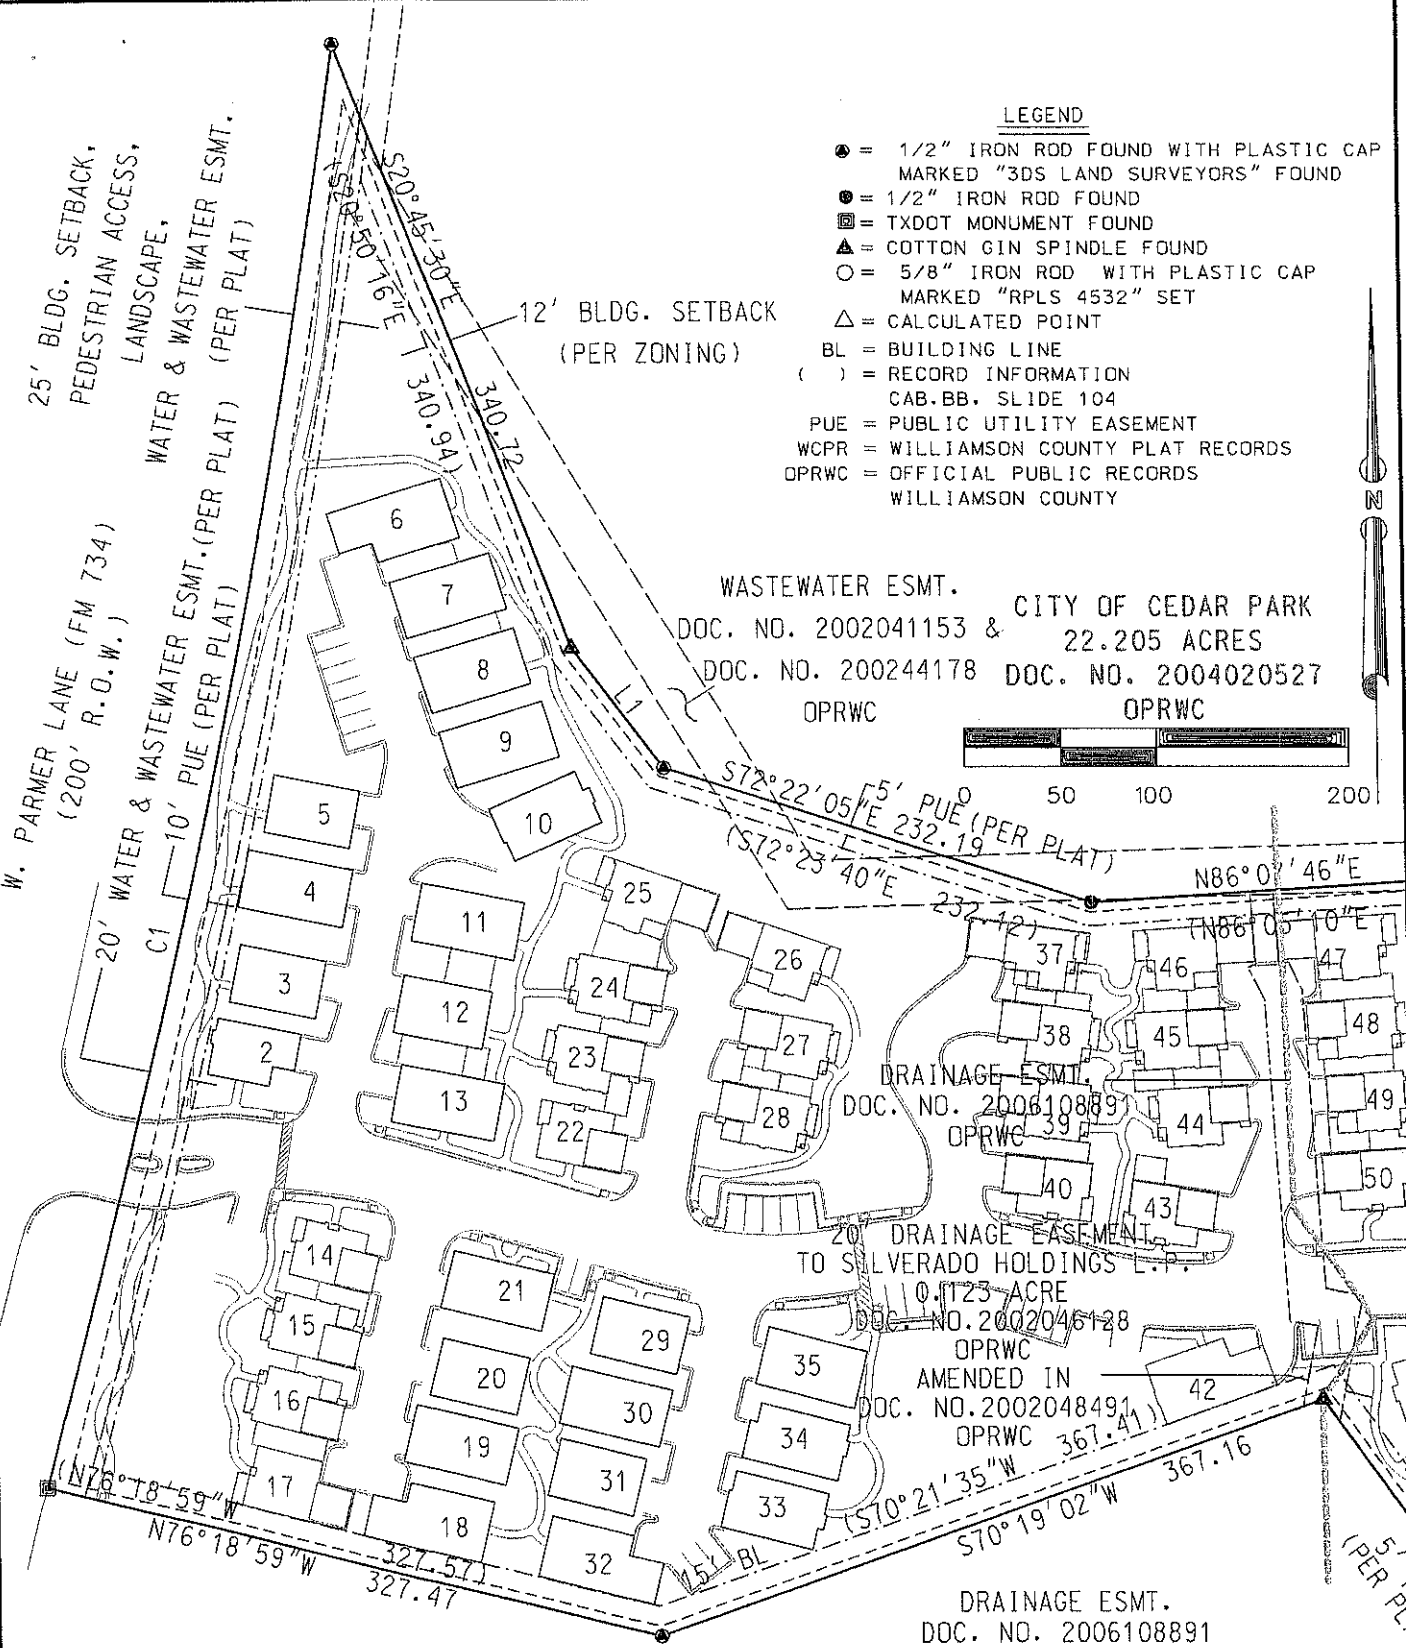 LEGEND
= 1/2" IRON ROD FOUND WITH PLASTIC CAP
MARKED "3DS LAND SURVEYORS" FOUND
= 1/2" IRON ROD FOUND
= TXDOT MONUMENT FOUND
= COTTON GIN SPINDLE FOUND
= 5/8" IRON ROD WITH PLASTIC CAP
MARKED "RPLS 4532" SET
= CALCULATED POINT
BL = BUILDING LINE
( ) = RECORD INFORMATION
CAB.BB. SLIDE 104
PUE = PUBLIC UTILITY EASEMENT
WCPR = WILLIAMSON COUNTY PLAT RECORDS
OPRWC = OFFICIAL PUBLIC RECORDS
WILLIAMSON COUNTY
N
25' BLDG. SETBACK,
PEDESTRIAN ACCESS,
LANDSCAPE,
WATER & WASTEWATER ESMT.
(PER PLAT)
S20°45'30"E
340.72
340.94)
12' BLDG. SETBACK
(PER ZONING)
W. PARMER LANE (FM 734)
(200' R.O.W.)
20' WATER & WASTEWATER ESMT.(PER PLAT)
10' PUE (PER PLAT)
C1
L1
WASTEWATER ESMT.
DOC. NO. 2002041153 &
DOC. NO. 200244178
OPRWC
CITY OF CEDAR PARK
22.205 ACRES
DOC. NO. 2004020527
OPRWC
0 50 100 200
S72°22'05"E 232.19
5' PUE (PER PLAT)
(S72°23'40"E 232.12)
N86°07'46"E
(N86°05'10"E
6
7
8
9
10
5
4
3
2
11
12
13
25
24
23
22
26
27
28
37
38
39
40
46
45
44
43
47
48
49
50
DRAINAGE ESMT.
DOC. NO. 2006108891
OPRWC
20' DRAINAGE EASEMENT
TO SILVERADO HOLDINGS L.P.
0.123 ACRE
DOC. NO.2002046128
OPRWC
AMENDED IN
DOC. NO.2002048491
OPRWC
14
15
16
17
21
20
19
18
29
30
31
32
35
34
33
42
(N76°18'59"W
327.57)
N76°18'59"W
327.47
15' BL
(S70°21'35"W
367.41)
S70°19'02"W
367.16
DRAINAGE ESMT.
DOC. NO. 2006108891